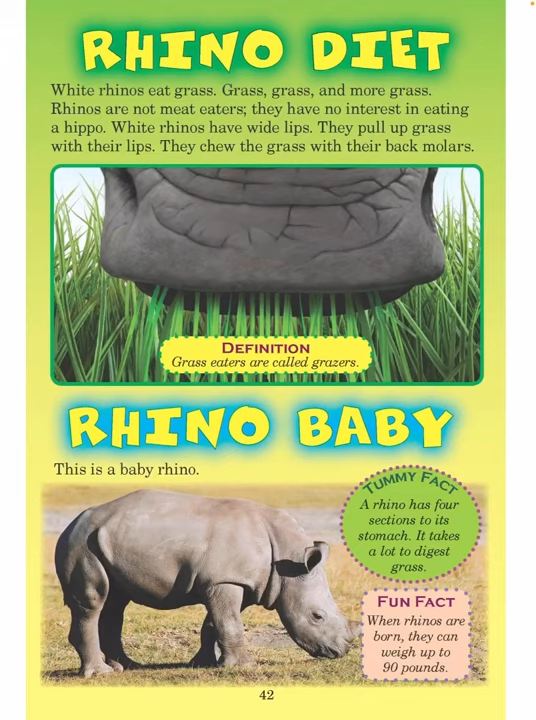 RHINO DIET
White rhinos eat grass. Grass, grass, and more grass.
Rhinos are not meat eaters; they have no interest in eating
a hippo. White rhinos have wide lips. They pull up grass
with their lips. They chew the grass with their back molars.
DEFINITION
Grass eaters are called grazers.
RHINO BABY
This is a baby rhino.
TUMMY FACT
A rhino has four
sections to its
stomach. It takes
a lot to digest
grass.
FUN FACT
When rhinos are
born, they can
weigh up to
90 pounds.
42